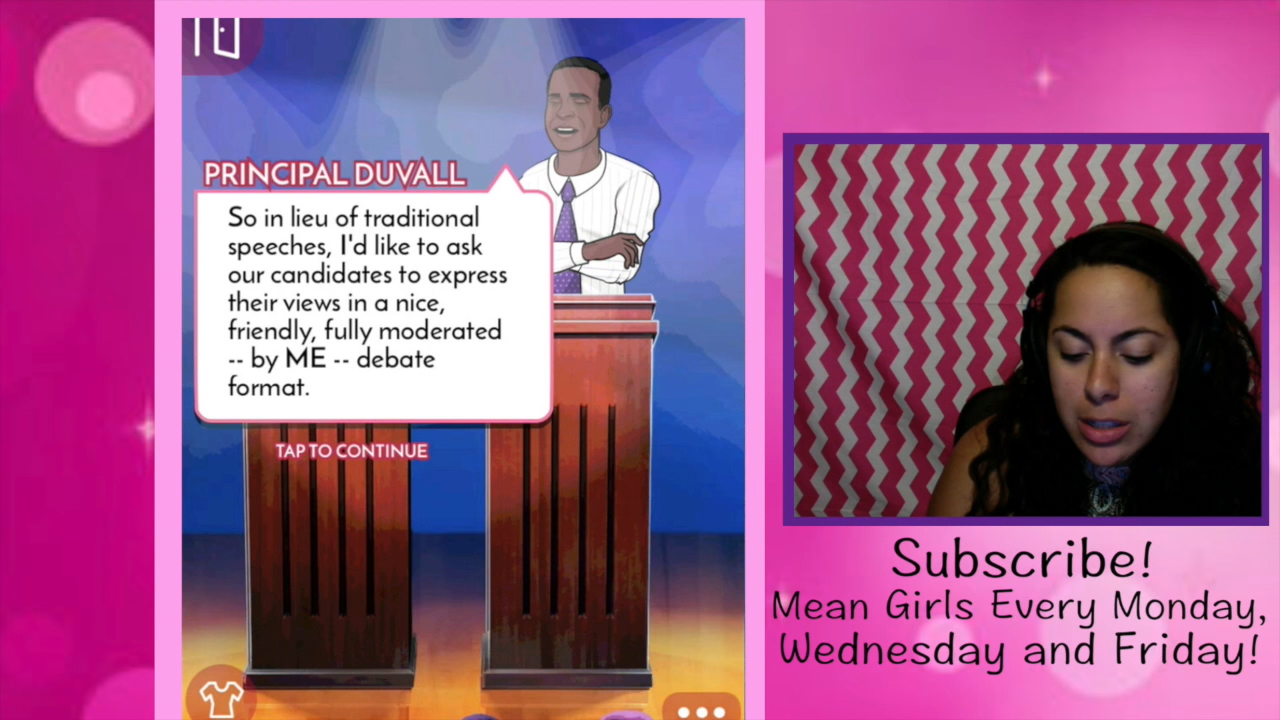 PRINCIPAL DUVALL
So in lieu of traditional
speeches, I'd like to ask
our candidates to express
their views in a nice,
friendly, fully moderated
-- by ME -- debate
format.
TAP TO CONTINUE
Subscribe!
Mean Girls Every Monday,
Wednesday and Friday!